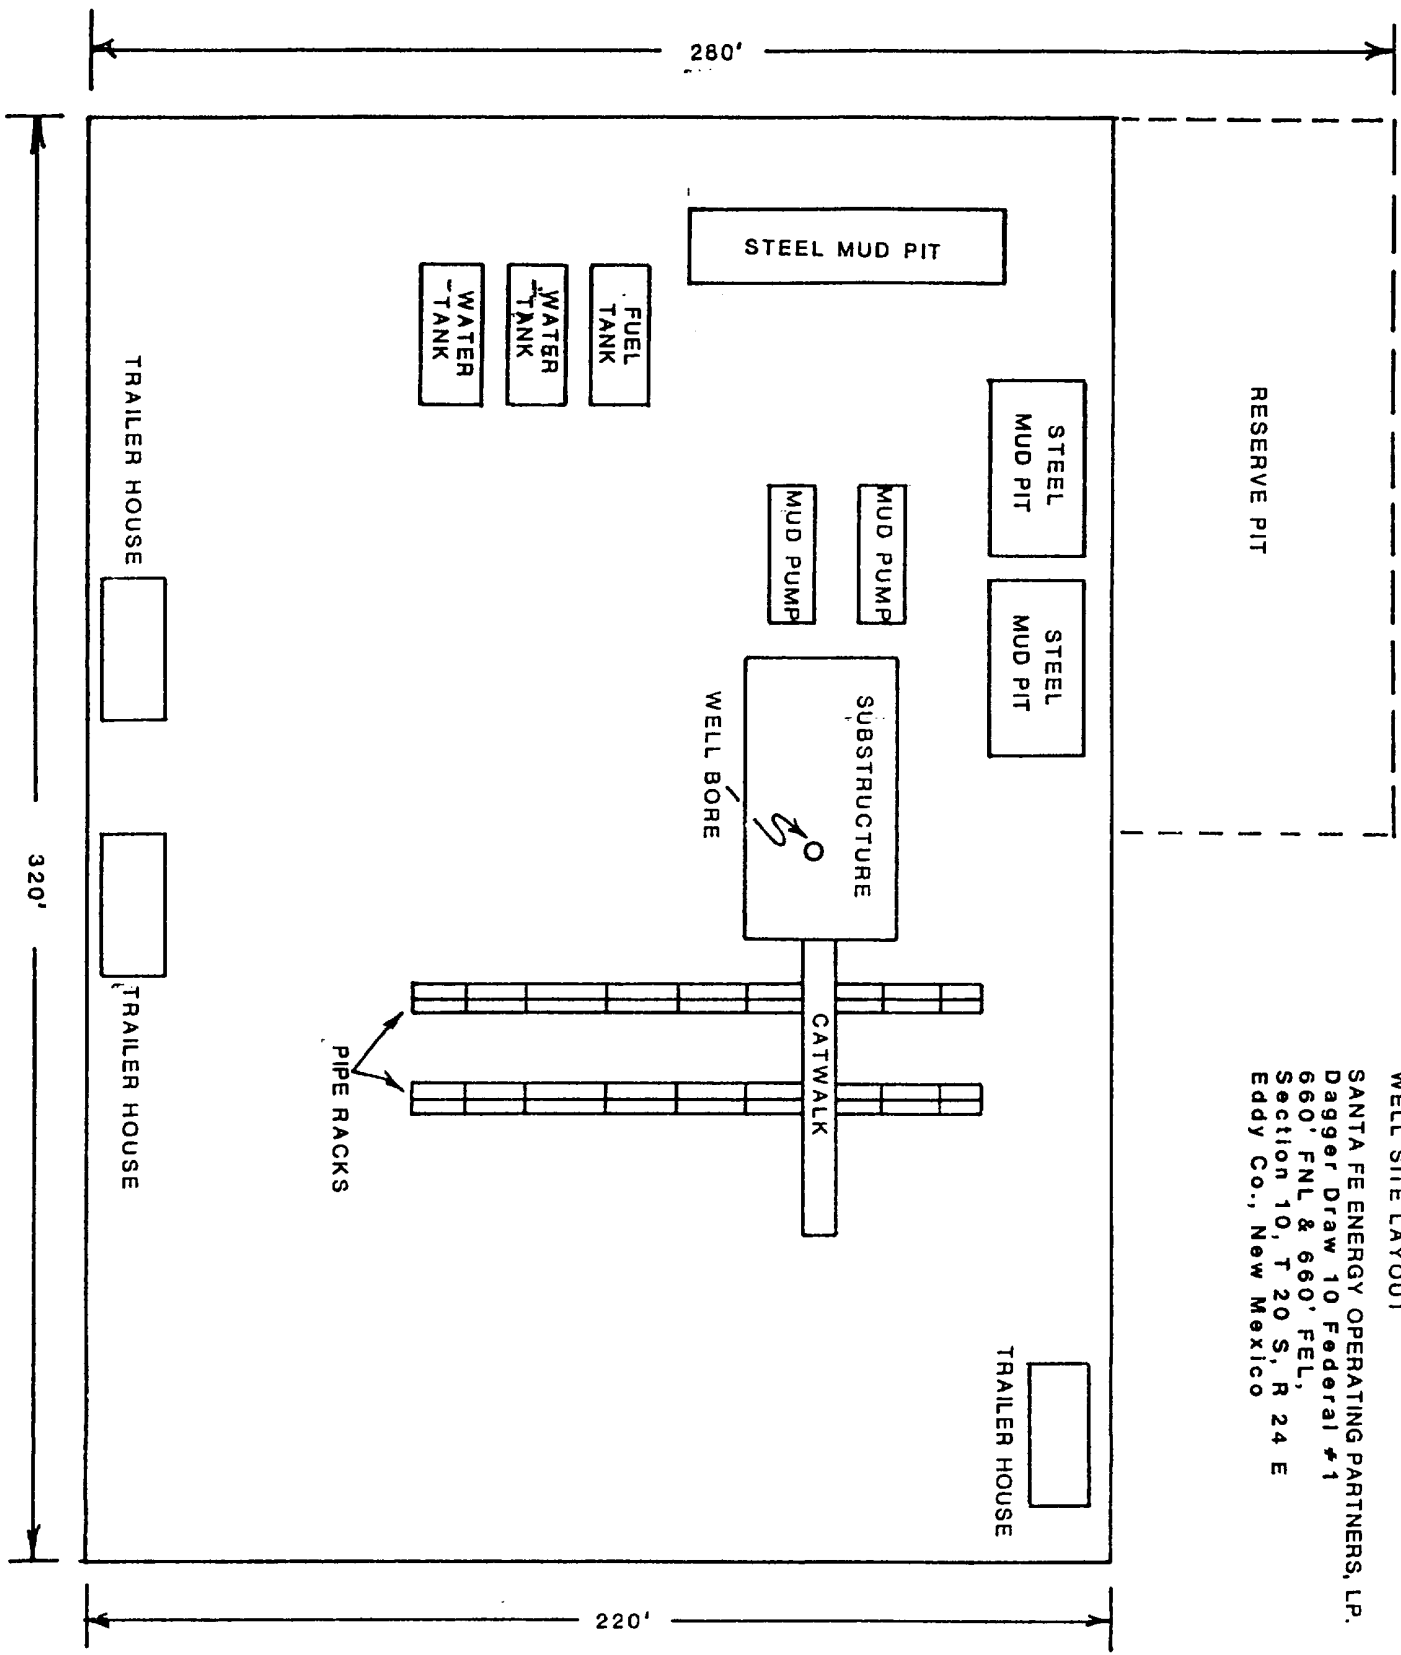 WELL SITE LAYOUT
SANTA FE ENERGY OPERATING PARTNERS, LP.
Dagger Draw 10 Federal #1
660' FNL & 660' FEL,
Section 10, T 20 S, R 24 E
Eddy Co., New Mexico
280'
RESERVE PIT
STEEL MUD PIT
STEEL
MUD PIT
STEEL
MUD PIT
FUEL
TANK
WATER
TANK
WATER
TANK
MUD PUMP
MUD PUMP
SUBSTRUCTURE
WELL BORE
CATWALK
PIPE RACKS
TRAILER HOUSE
TRAILER HOUSE
TRAILER HOUSE
320'
220'